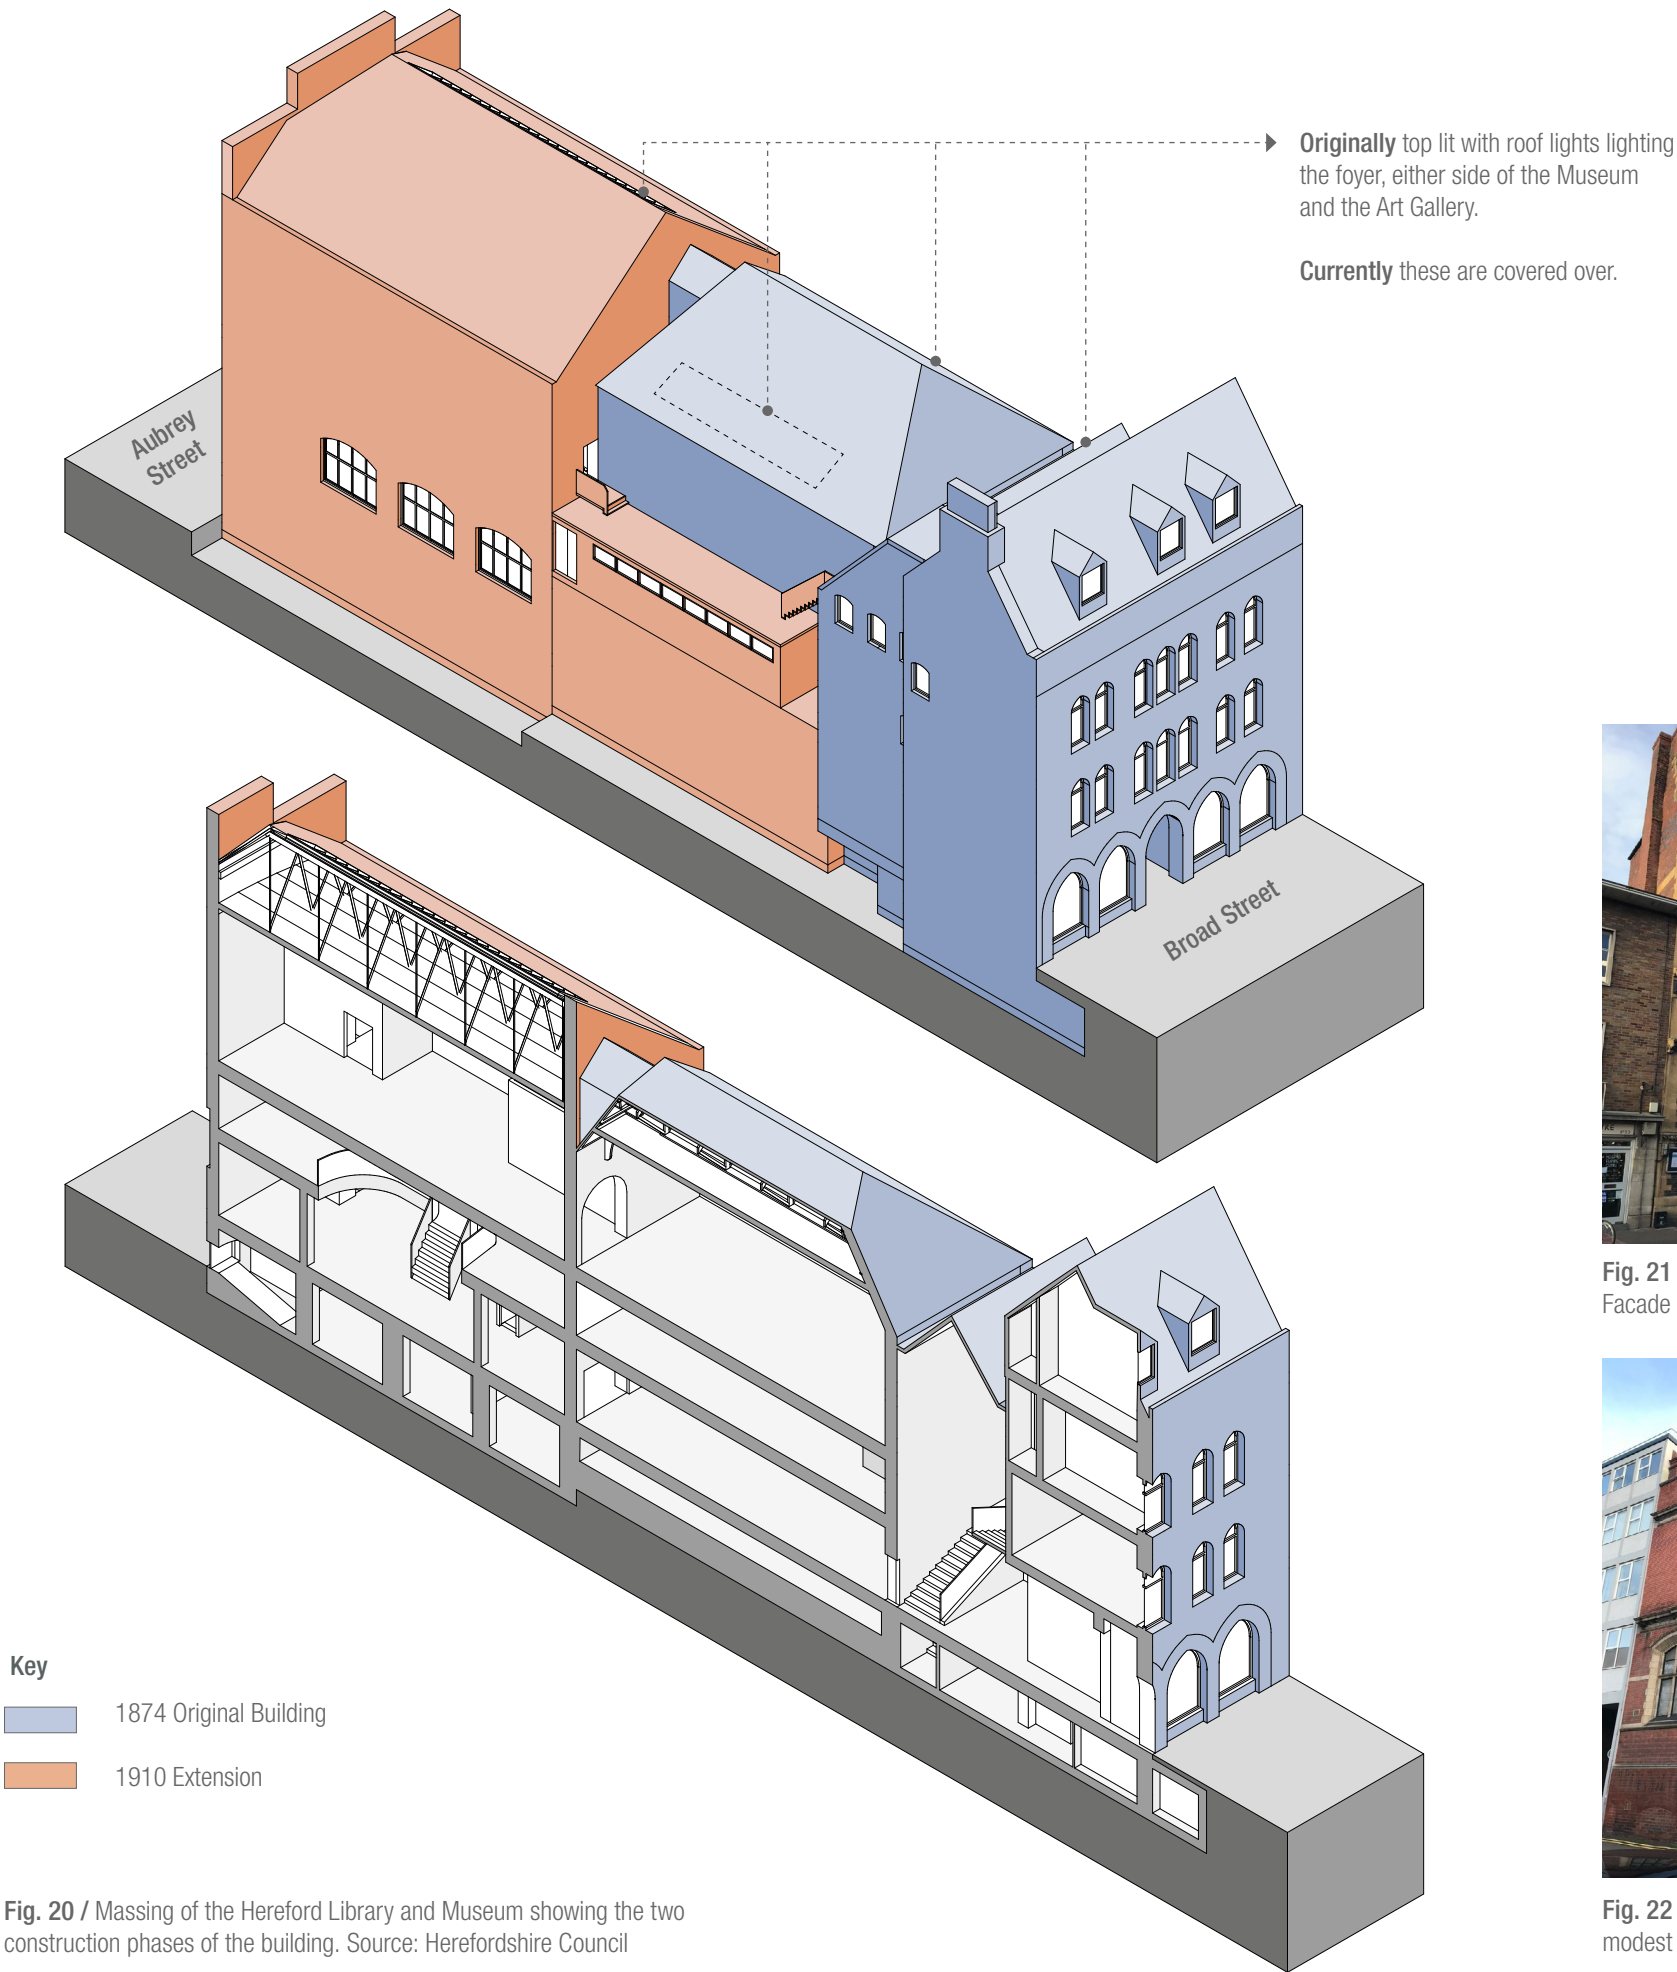 Originally top lit with roof lights lighting
the foyer, either side of the Museum
and the Art Gallery.
Currently these are covered over.
Aubrey
Street
Broad Street
Fig. 21
Facade
Key
1874 Original Building
1910 Extension
Fig. 20 / Massing of the Hereford Library and Museum showing the two
construction phases of the building. Source: Herefordshire Council
Fig. 22
modest